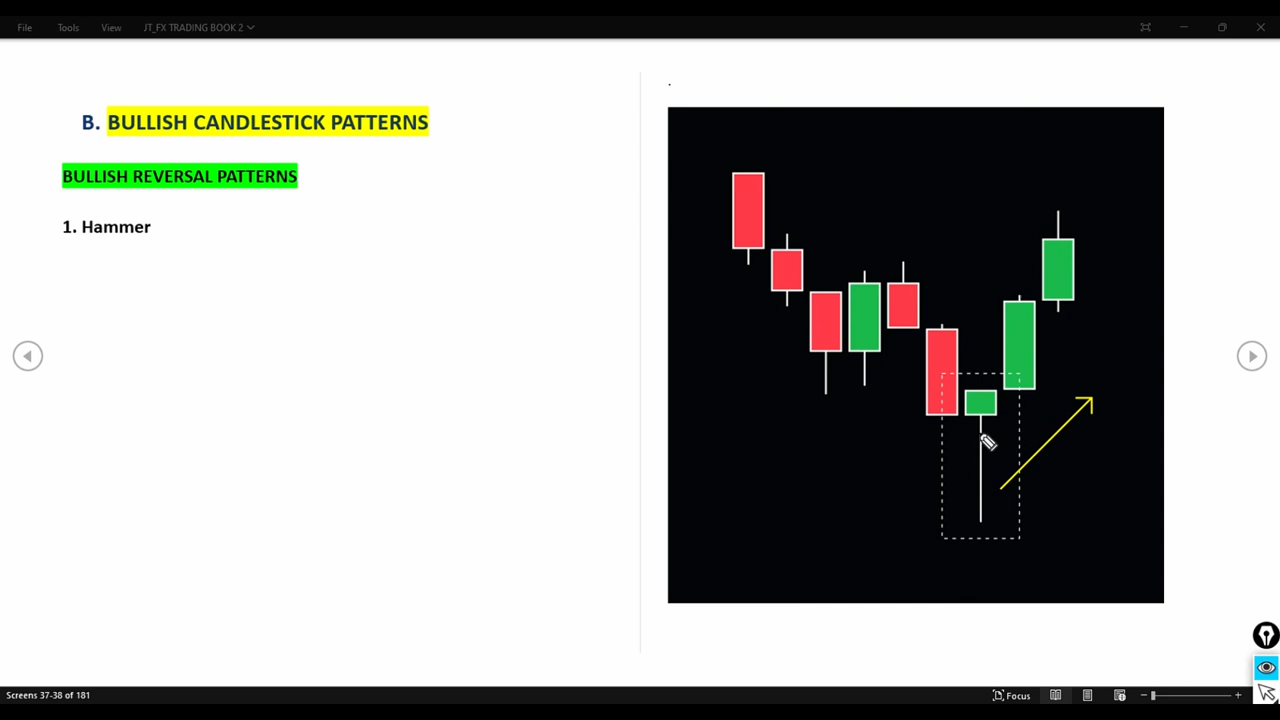 File Tools View JT_FX TRADING BOOK 2
B. BULLISH CANDLESTICK PATTERNS
BULLISH REVERSAL PATTERNS
1. Hammer
.
Screens 37-38 of 181
Focus